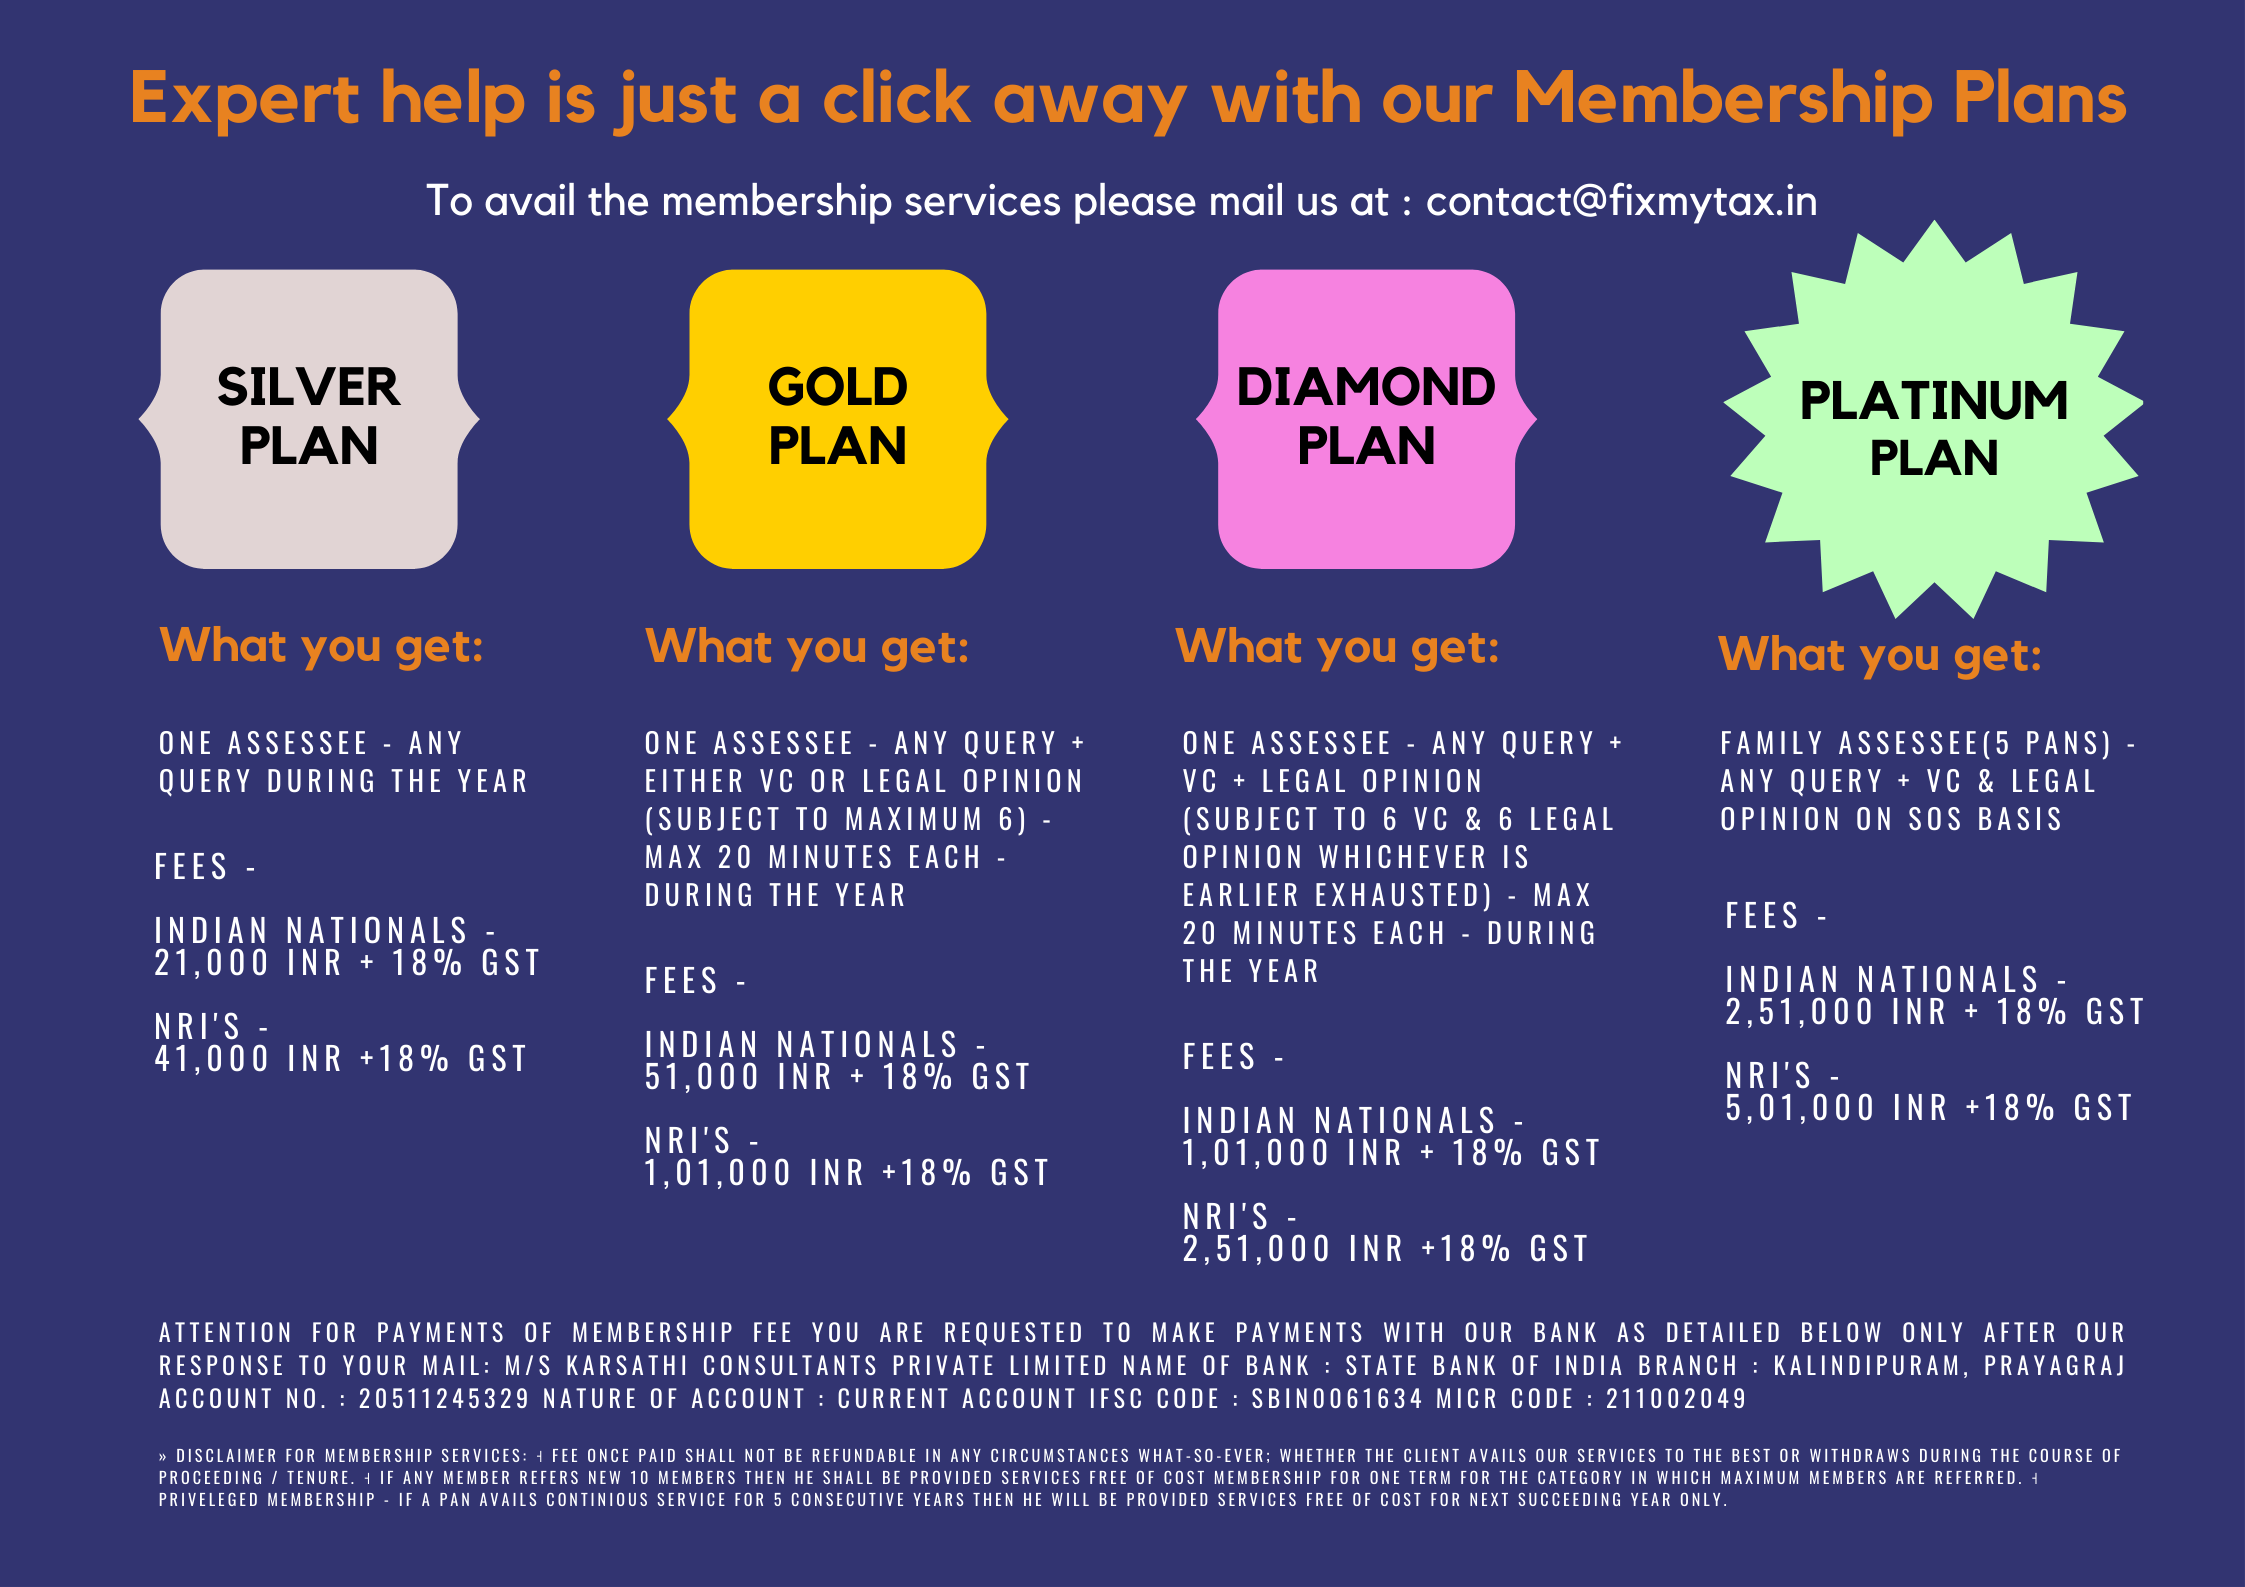 Expert help is just a click away with our Membership Plans
To avail the membership services please mail us at : contact@fixmytax.in
SILVER
PLAN
GOLD
PLAN
DIAMOND
PLAN
PLATINUM
PLAN
What you get:
ONE ASSESSEE - ANY
QUERY DURING THE YEAR
FEES -
INDIAN NATIONALS -
21,000 INR + 18% GST
NRI'S -
41,000 INR +18% GST
What you get:
ONE ASSESSEE - ANY QUERY +
EITHER VC OR LEGAL OPINION
(SUBJECT TO MAXIMUM 6) -
MAX 20 MINUTES EACH -
DURING THE YEAR
FEES -
INDIAN NATIONALS -
51,000 INR + 18% GST
NRI'S -
1,01,000 INR +18% GST
What you get:
ONE ASSESSEE - ANY QUERY +
VC + LEGAL OPINION
(SUBJECT TO 6 VC & 6 LEGAL
OPINION WHICHEVER IS
EARLIER EXHAUSTED) - MAX
20 MINUTES EACH - DURING
THE YEAR
FEES -
INDIAN NATIONALS -
1,01,000 INR + 18% GST
NRI'S -
2,51,000 INR +18% GST
What you get:
FAMILY ASSESSEE(5 PANS) -
ANY QUERY + VC & LEGAL
OPINION ON SOS BASIS
FEES -
INDIAN NATIONALS -
2,51,000 INR + 18% GST
NRI'S -
5,01,000 INR +18% GST
ATTENTION FOR PAYMENTS OF MEMBERSHIP FEE YOU ARE REQUESTED TO MAKE PAYMENTS WITH OUR BANK AS DETAILED BELOW ONLY AFTER OUR
RESPONSE TO YOUR MAIL: M/S KARSATHI CONSULTANTS PRIVATE LIMITED NAME OF BANK : STATE BANK OF INDIA BRANCH : KALINDIPURAM, PRAYAGRAJ
ACCOUNT NO. : 20511245329 NATURE OF ACCOUNT : CURRENT ACCOUNT IFSC CODE : SBIN0061634 MICR CODE : 211002049
» DISCLAIMER FOR MEMBERSHIP SERVICES: ⫞ FEE ONCE PAID SHALL NOT BE REFUNDABLE IN ANY CIRCUMSTANCES WHAT-SO-EVER; WHETHER THE CLIENT AVAILS OUR SERVICES TO THE BEST OR WITHDRAWS DURING THE COURSE OF
PROCEEDING / TENURE. ⫞ IF ANY MEMBER REFERS NEW 10 MEMBERS THEN HE SHALL BE PROVIDED SERVICES FREE OF COST MEMBERSHIP FOR ONE TERM FOR THE CATEGORY IN WHICH MAXIMUM MEMBERS ARE REFERRED. ⫞
PRIVELEGED MEMBERSHIP - IF A PAN AVAILS CONTINIOUS SERVICE FOR 5 CONSECUTIVE YEARS THEN HE WILL BE PROVIDED SERVICES FREE OF COST FOR NEXT SUCCEEDING YEAR ONLY.